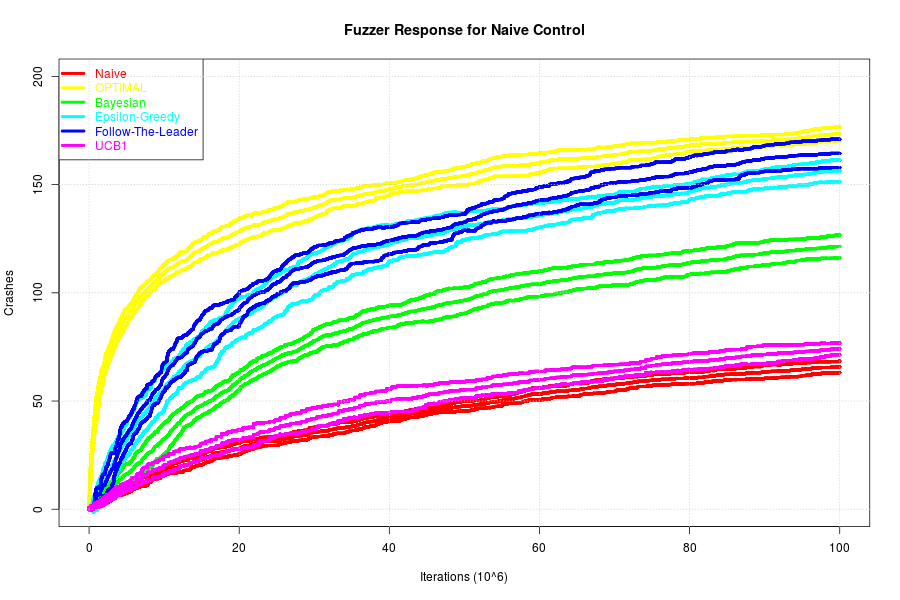 Fuzzer Response for Naive Control
Naive
OPTIMAL
Bayesian
Epsilon-Greedy
Follow-The-Leader
UCB1
200
150
100
50
0
Crashes
0 20 40 60 80 100
Iterations (10^6)